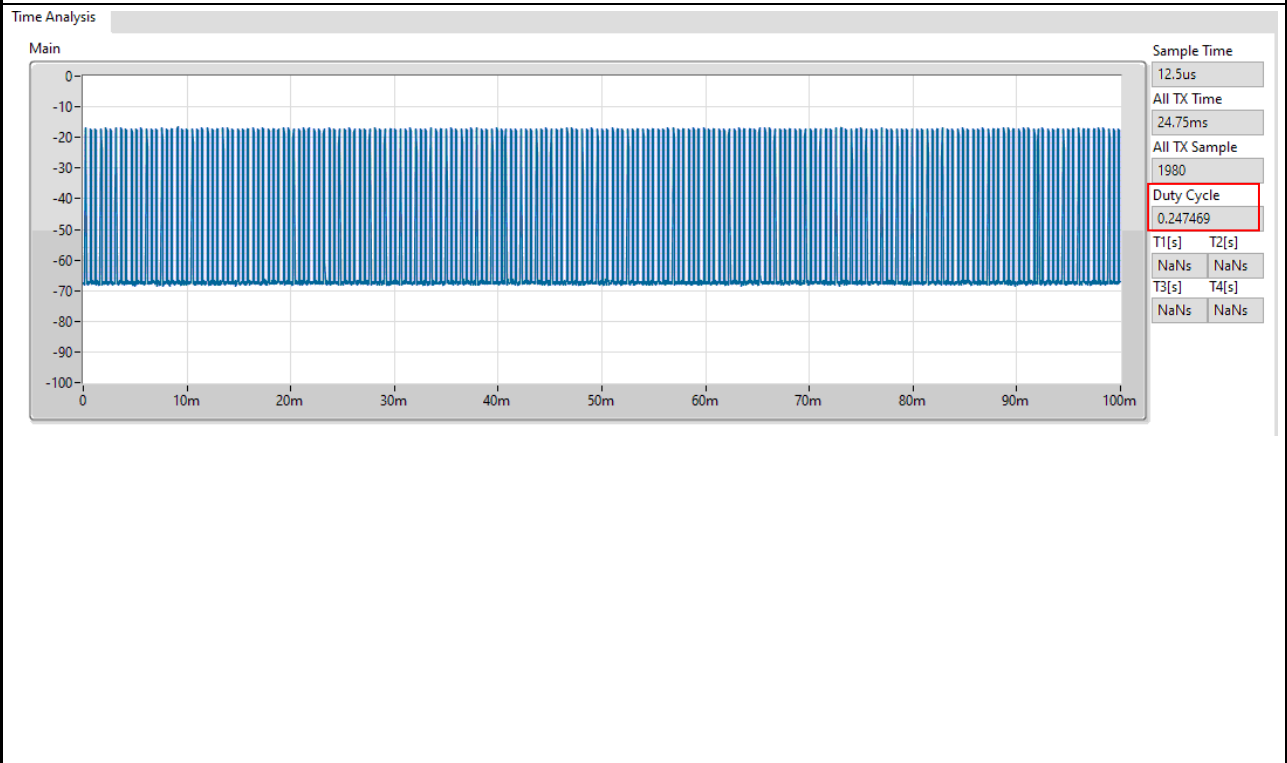 Time Analysis
Main
0
-10
-20
-30
-40
-50
-60
-70
-80
-90
-100
0 10m 20m 30m 40m 50m 60m 70m 80m 90m 100m
Sample Time
12.5us
All TX Time
24.75ms
All TX Sample
1980
Duty Cycle
0.247469
T1[s] T2[s]
NaNs NaNs
T3[s] T4[s]
NaNs NaNs